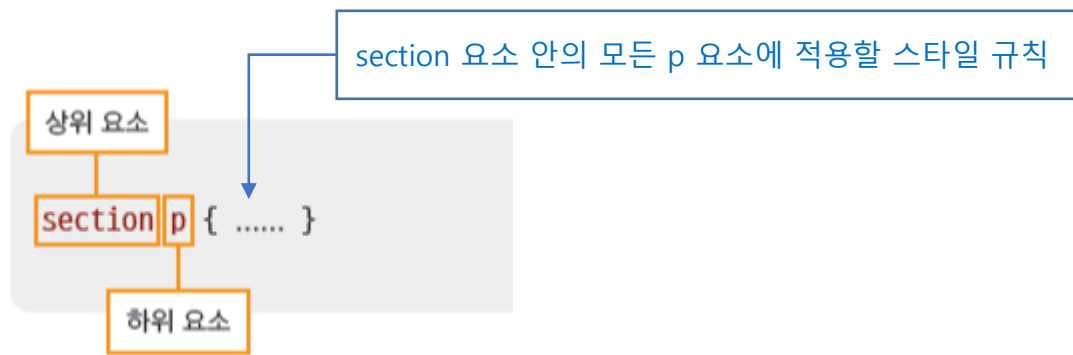 section 요소 안의 모든 p 요소에 적용할 스타일 규칙
상위 요소
section p { ...... }
하위 요소